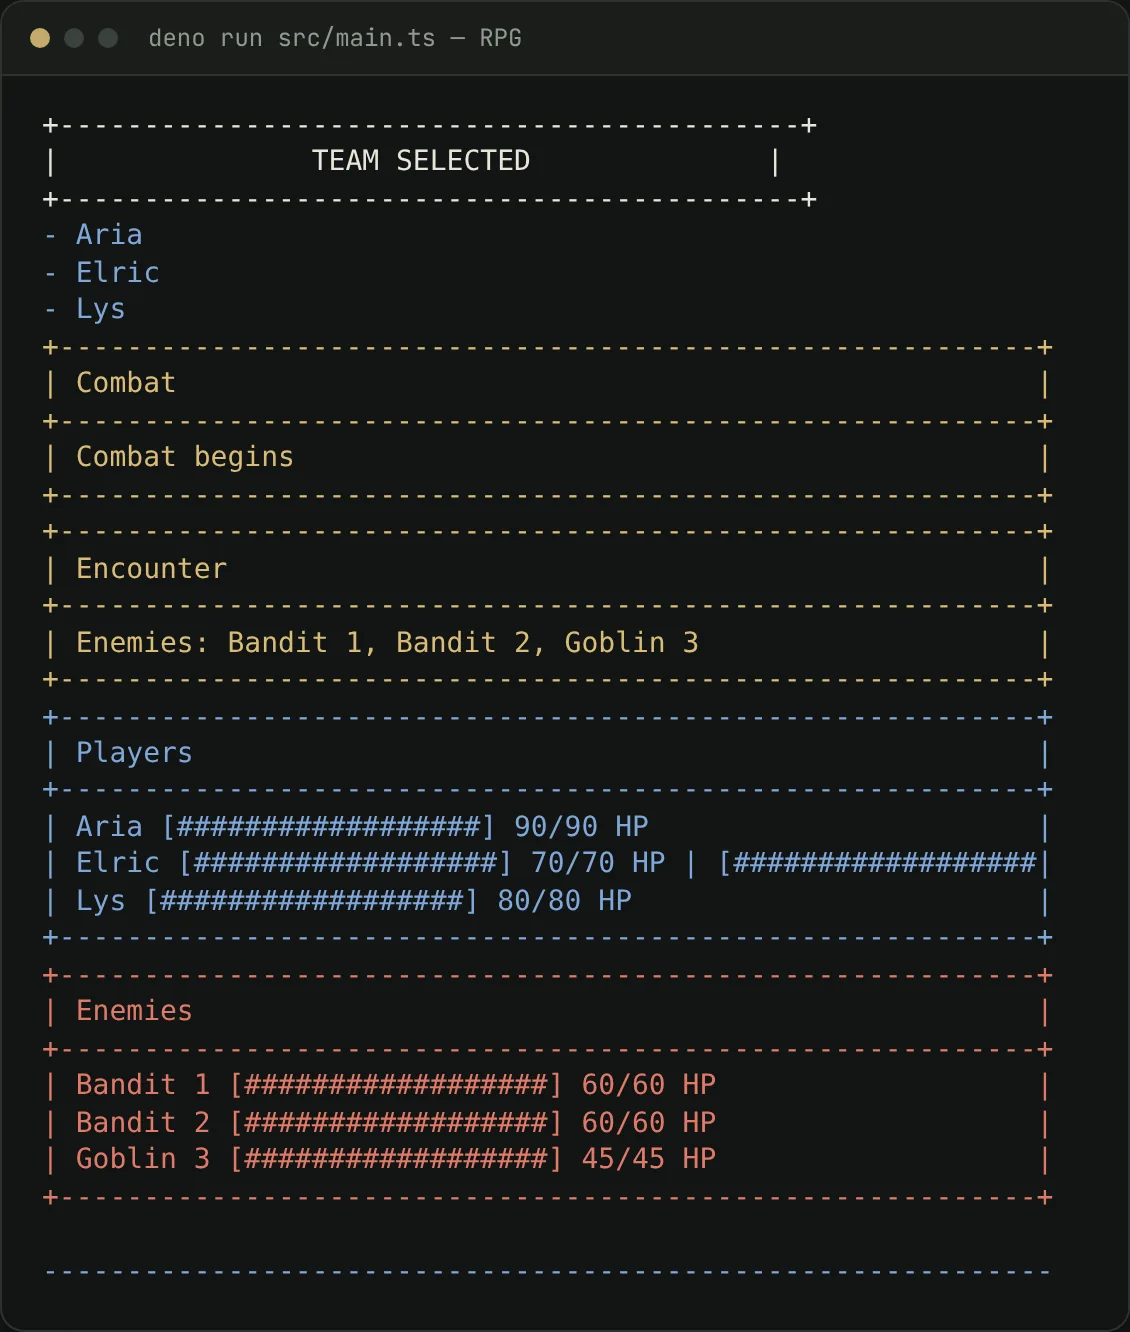 deno run src/main.ts — RPG
+--------------------------------------------+
|               TEAM SELECTED              |
+--------------------------------------------+
- Aria
- Elric
- Lys
+----------------------------------------------------------+
| Combat                                                   |
+----------------------------------------------------------+
| Combat begins                                            |
+----------------------------------------------------------+
+----------------------------------------------------------+
| Encounter                                                |
+----------------------------------------------------------+
| Enemies: Bandit 1, Bandit 2, Goblin 3                    |
+----------------------------------------------------------+
+----------------------------------------------------------+
| Players                                                  |
+----------------------------------------------------------+
| Aria [##################] 90/90 HP                       |
| Elric [##################] 70/70 HP | [##################|
| Lys [##################] 80/80 HP                        |
+----------------------------------------------------------+
+----------------------------------------------------------+
| Enemies                                                  |
+----------------------------------------------------------+
| Bandit 1 [##################] 60/60 HP                   |
| Bandit 2 [##################] 60/60 HP                   |
| Goblin 3 [##################] 45/45 HP                   |
+----------------------------------------------------------+
------------------------------------------------------------